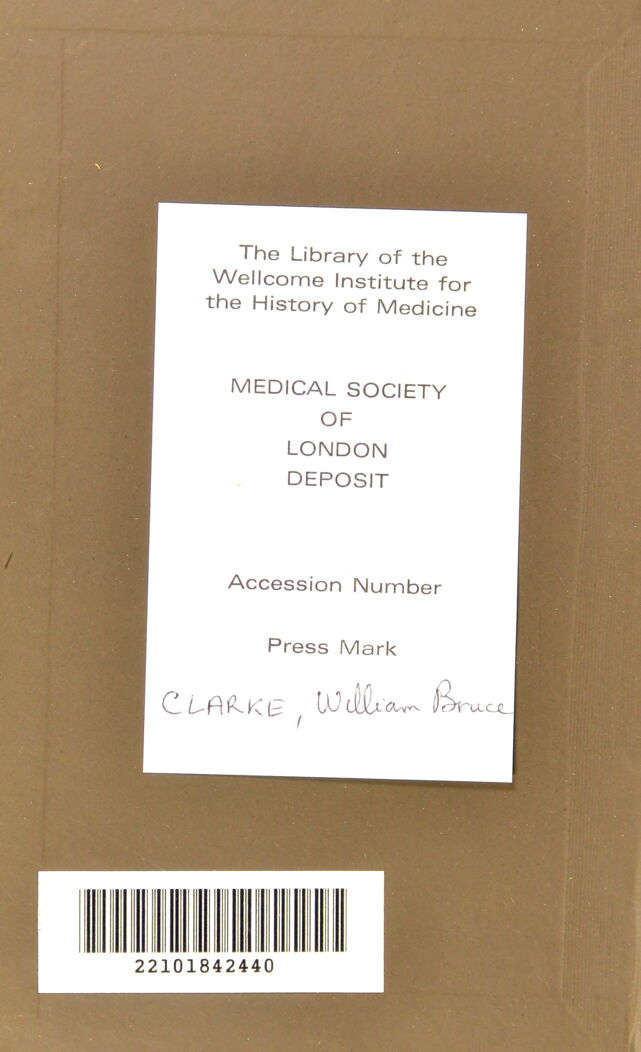 The Library of the
Wellcome Institute for
the History of Medicine
MEDICAL SOCIETY
OF
LONDON
DEPOSIT
Accession Number
Press Mark
CLARKE, William Bruce
22101842440